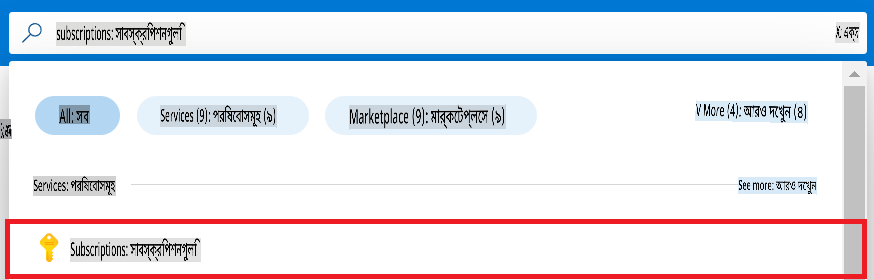 subscriptions: সাবস্ক্রিপশনগুলি
X: এক্স
All: সব
Services (9): পরিষেবাসমূহ (৯)
Marketplace (9): মার্কেটপ্লেসে (৯)
V More (4): আরও দেখুন (৪)
Services: পরিষেবাসমূহ
See more: আরও দেখুন
Subscriptions: সাবস্ক্রিপশনগুলি